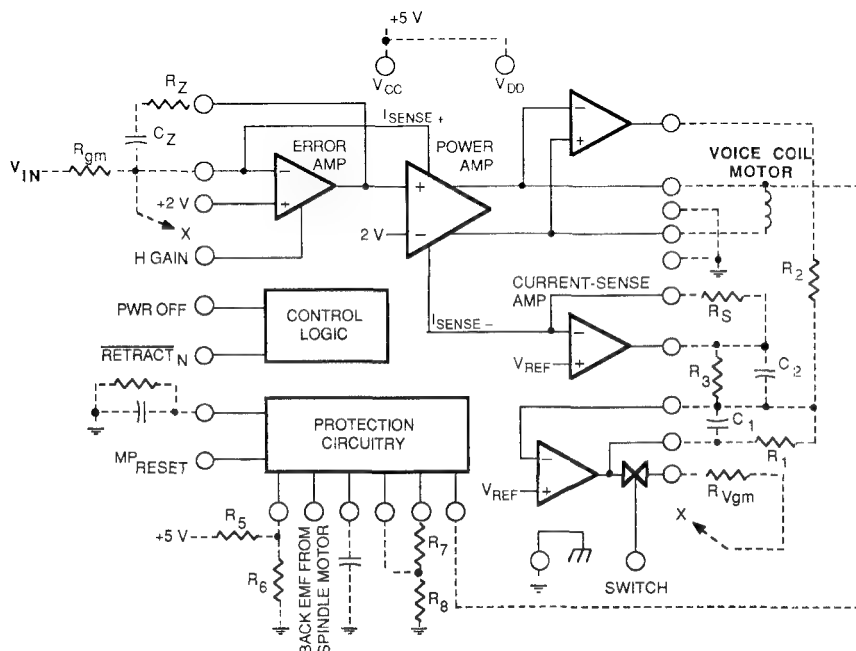 +5 V
V_CC
V_DD
R_Z
C_Z
I_SENSE +
ERROR
AMP
POWER
AMP
V_IN
R_gm
+2 V
X
H GAIN
2 V
VOICE COIL
MOTOR
R_2
PWR OFF
CONTROL
LOGIC
RETRACT_N
I_SENSE –
CURRENT-SENSE
AMP
R_S
V_REF
R_3
C_2
C_1
R_1
PROTECTION
CIRCUITRY
MP_RESET
V_REF
R_Vgm
X
+5 V
R_5
R_6
BACK EMF FROM
SPINDLE MOTOR
R_7
R_8
SWITCH